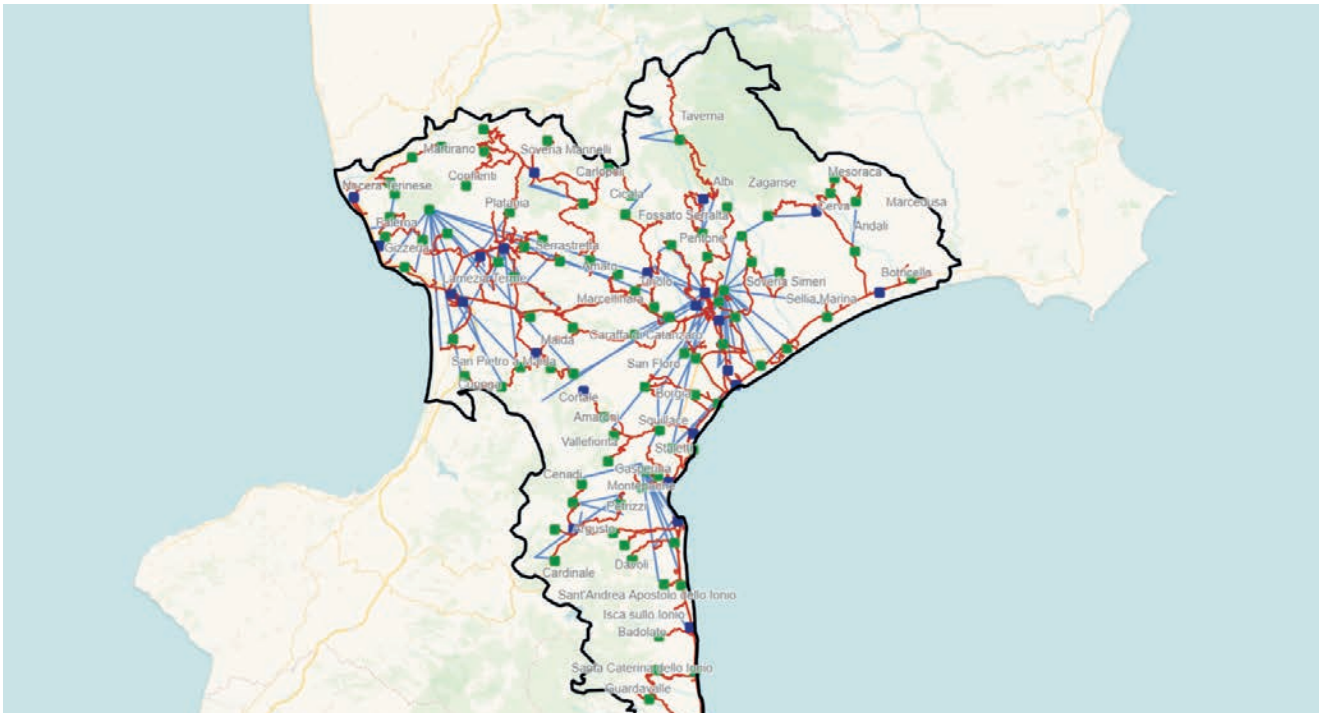 Taverna
Martirano
Soveria Mannelli
Carlopoli
Mesoraca
Conflenti
Albi
Zagarise
Nocera Terinese
Cicala
Marcedusa
Platania
Cerva
Fossato Serralta
Falerna
Andali
Pentone
Gizzeria
Serrastretta
Amato
Botricello
Lamezia Terme
Tiriolo
Soveria Simeri
Marcellinara
Sellia Marina
Caraffa di Catanzaro
Maida
San Pietro a Maida
San Floro
Curinga
Cortale
Borgia
Amaroni
Squillace
Vallefiorita
Stalettì
Cenadi
Gasperina
Montepaone
Petrizzi
Argusto
Davoli
Cardinale
Sant'Andrea Apostolo dello Ionio
Isca sullo Ionio
Badolato
Santa Caterina dello Ionio
Guardavalle